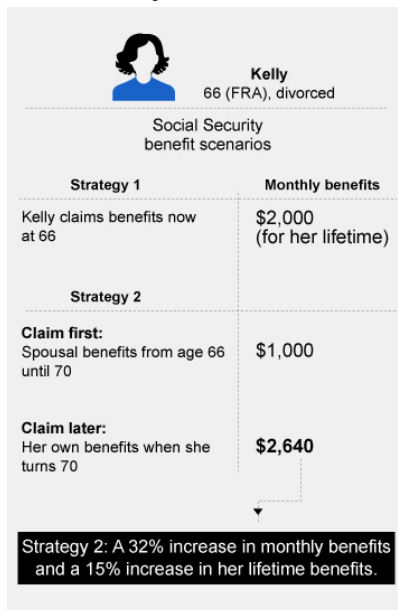 Kelly
66 (FRA), divorced
Social Security
benefit scenarios
Strategy 1
Monthly benefits
Kelly claims benefits now
at 66
$2,000
(for her lifetime)
Strategy 2
Claim first:
Spousal benefits from age 66
until 70
$1,000
Claim later:
Her own benefits when she
turns 70
$2,640
Strategy 2: A 32% increase in monthly benefits
and a 15% increase in her lifetime benefits.